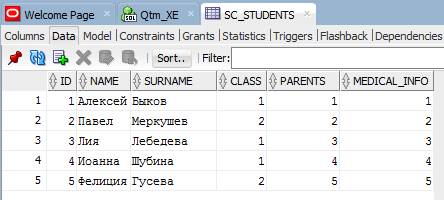 Welcome Page Qtm_XE SC_STUDENTS
Columns Data Model Constraints Grants Statistics Triggers Flashback Dependencies
Sort.. Filter:
ID NAME SURNAME CLASS PARENTS MEDICAL_INFO
1 1 Алексей Быков 1 1 1
2 2 Павел Меркушев 2 2 2
3 3 Лия Лебедева 1 3 3
4 4 Иоанна Шубина 1 4 4
5 5 Фелиция Гусева 2 5 5